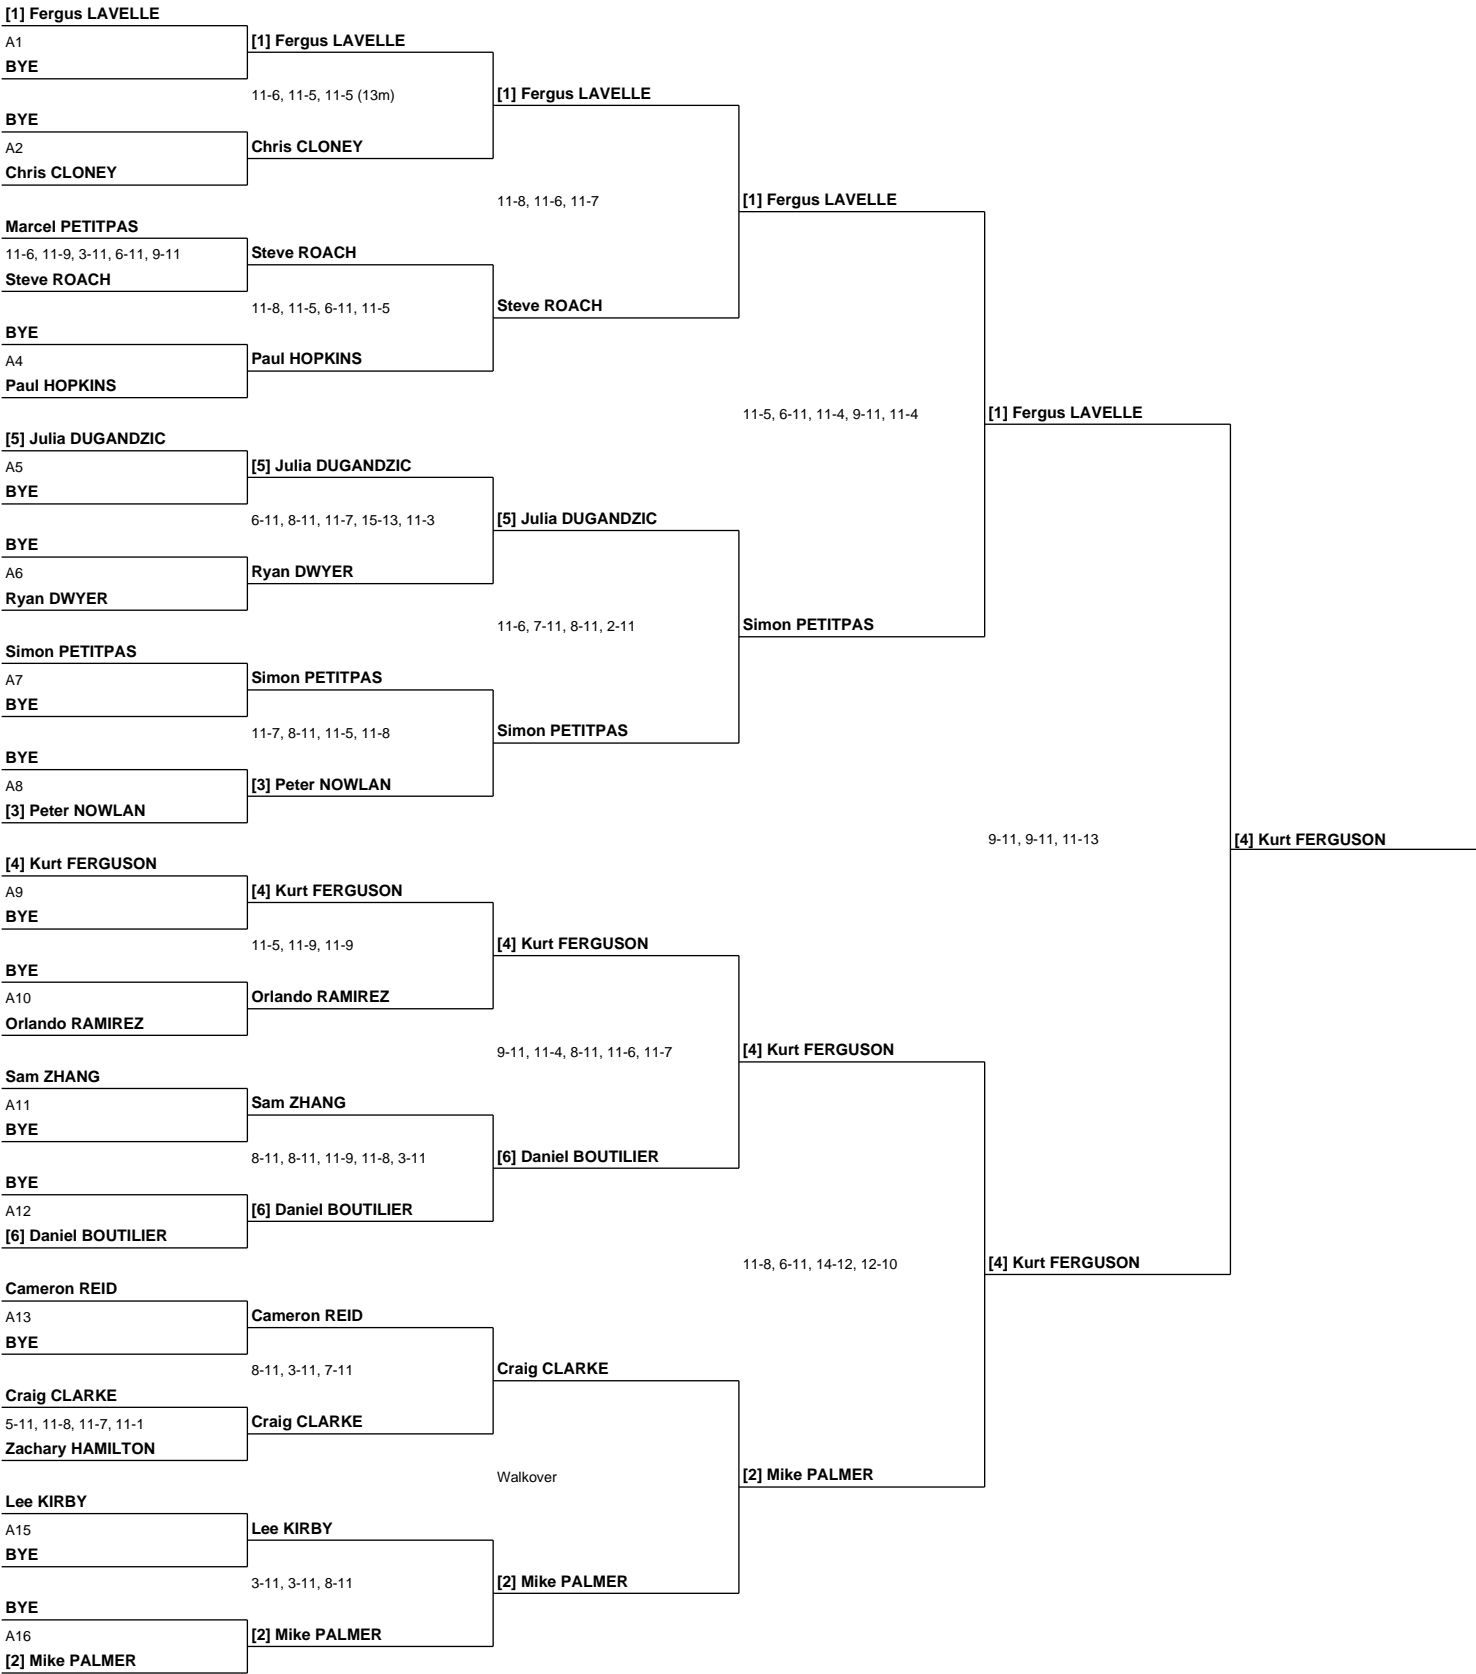 [1] Fergus LAVELLE
A1
BYE
BYE
A2
Chris CLONEY
Marcel PETITPAS
11-6, 11-9, 3-11, 6-11, 9-11
Steve ROACH
BYE
A4
Paul HOPKINS
[5] Julia DUGANDZIC
A5
BYE
BYE
A6
Ryan DWYER
Simon PETITPAS
A7
BYE
BYE
A8
[3] Peter NOWLAN
[4] Kurt FERGUSON
A9
BYE
BYE
A10
Orlando RAMIREZ
Sam ZHANG
A11
BYE
BYE
A12
[6] Daniel BOUTILIER
Cameron REID
A13
BYE
Craig CLARKE
5-11, 11-8, 11-7, 11-1
Zachary HAMILTON
Lee KIRBY
A15
BYE
BYE
A16
[2] Mike PALMER
[1] Fergus LAVELLE
11-6, 11-5, 11-5 (13m)
Chris CLONEY
Steve ROACH
11-8, 11-5, 6-11, 11-5
Paul HOPKINS
[5] Julia DUGANDZIC
6-11, 8-11, 11-7, 15-13, 11-3
Ryan DWYER
Simon PETITPAS
11-7, 8-11, 11-5, 11-8
[3] Peter NOWLAN
[4] Kurt FERGUSON
11-5, 11-9, 11-9
Orlando RAMIREZ
Sam ZHANG
8-11, 8-11, 11-9, 11-8, 3-11
[6] Daniel BOUTILIER
Cameron REID
8-11, 3-11, 7-11
Craig CLARKE
Lee KIRBY
3-11, 3-11, 8-11
[2] Mike PALMER
[1] Fergus LAVELLE
11-8, 11-6, 11-7
Steve ROACH
[5] Julia DUGANDZIC
11-6, 7-11, 8-11, 2-11
Simon PETITPAS
[4] Kurt FERGUSON
9-11, 11-4, 8-11, 11-6, 11-7
[6] Daniel BOUTILIER
Craig CLARKE
Walkover
[2] Mike PALMER
[1] Fergus LAVELLE
11-5, 6-11, 11-4, 9-11, 11-4
Simon PETITPAS
[4] Kurt FERGUSON
11-8, 6-11, 14-12, 12-10
[2] Mike PALMER
[1] Fergus LAVELLE
9-11, 9-11, 11-13
[4] Kurt FERGUSON
[4] Kurt FERGUSON